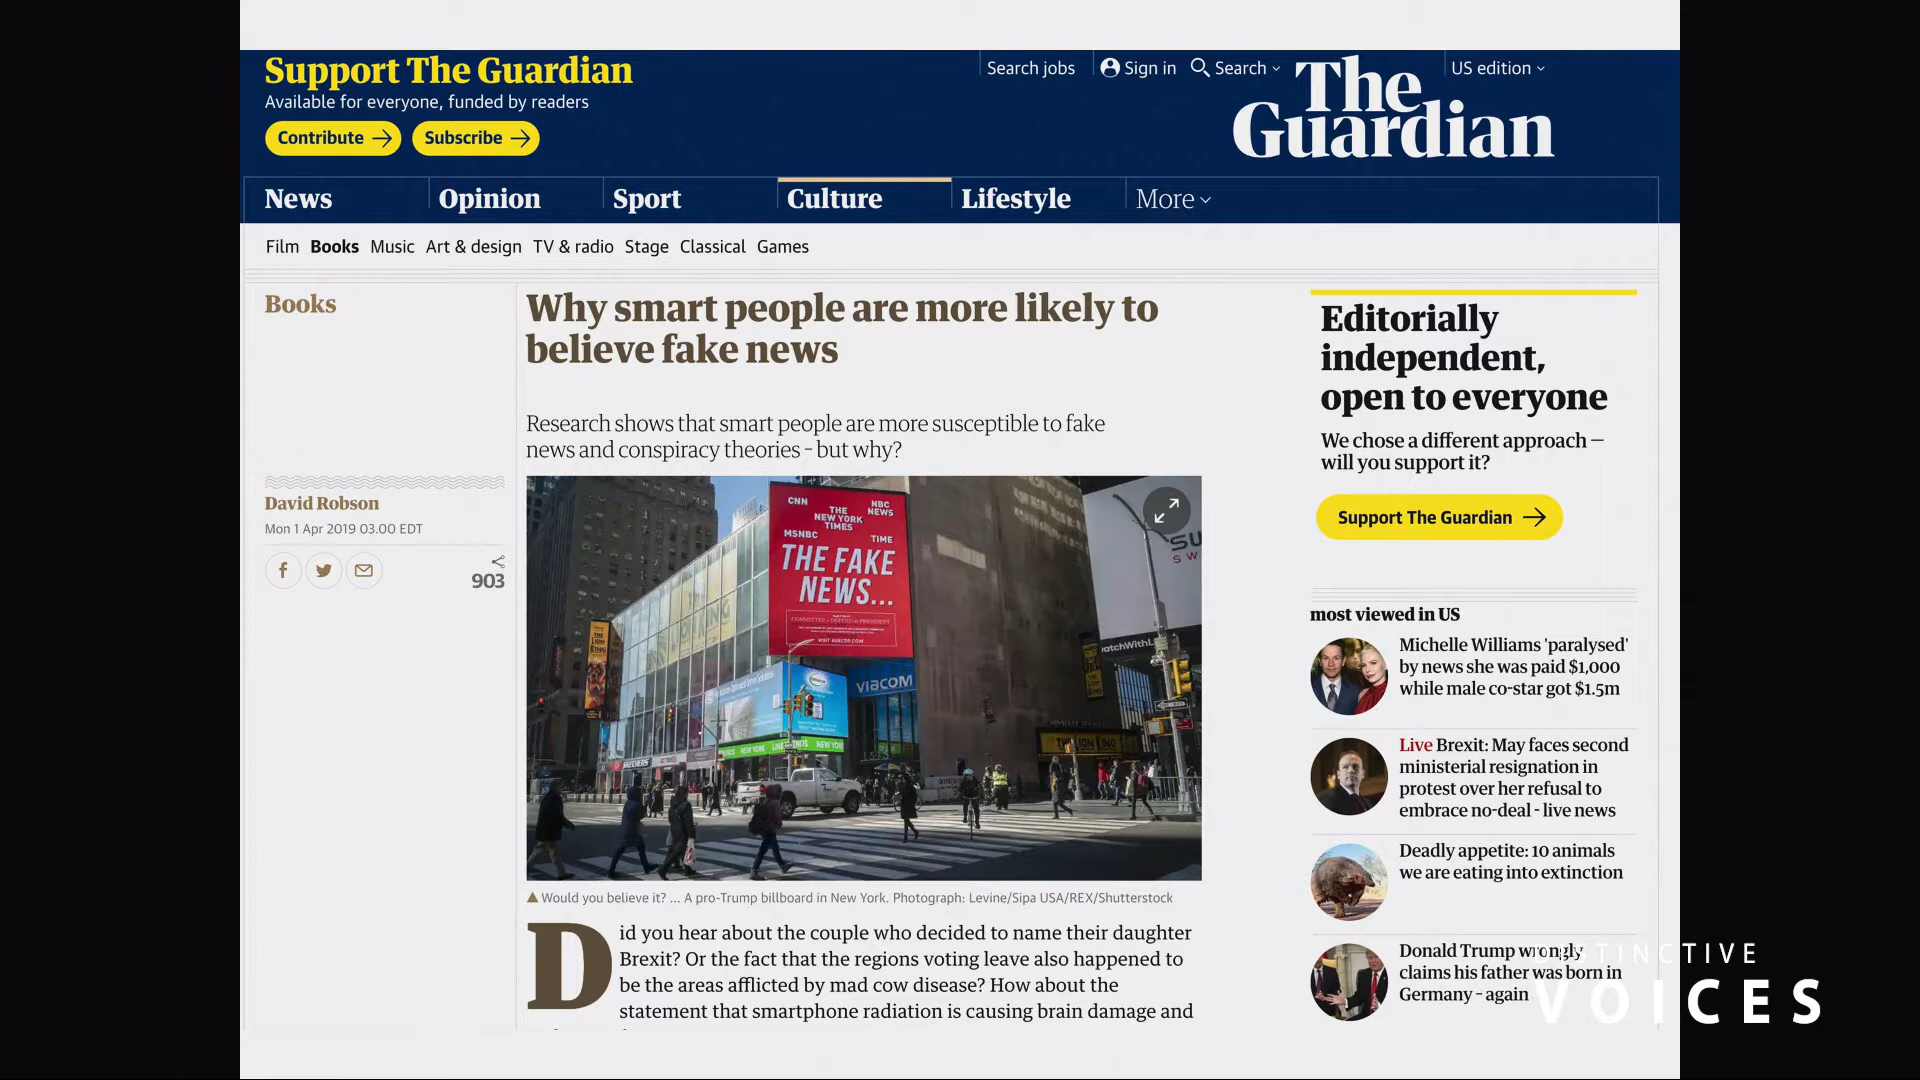 Support The Guardian
Available for everyone, funded by readers
Contribute
Subscribe
Search jobs
Sign in
Search
US edition
The
Guardian
News
Opinion
Sport
Culture
Lifestyle
More
Film Books Music Art & design TV & radio Stage Classical Games
Books
David Robson
Mon 1 Apr 2019 03.00 EDT
903
Why smart people are more likely to
believe fake news
Research shows that smart people are more susceptible to fake
news and conspiracy theories – but why?
CNN
NBC
NEWS
THE
NEW YORK
TIMES
MSNBC
TIME
THE FAKE
NEWS...
VIACOM
THE LION KING
SKECHERS
Would you believe it? ... A pro-Trump billboard in New York. Photograph: Levine/Sipa USA/REX/Shutterstock
Did you hear about the couple who decided to name their daughter
Brexit? Or the fact that the regions voting leave also happened to
be the areas afflicted by mad cow disease? How about the
statement that smartphone radiation is causing brain damage and
Editorially
independent,
open to everyone
We chose a different approach —
will you support it?
Support The Guardian
most viewed in US
Michelle Williams 'paralysed'
by news she was paid $1,000
while male co-star got $1.5m
Live Brexit: May faces second
ministerial resignation in
protest over her refusal to
embrace no-deal - live news
Deadly appetite: 10 animals
we are eating into extinction
Donald Trump wrongly
claims his father was born in
Germany – again
DISTINCTIVE
VOICES